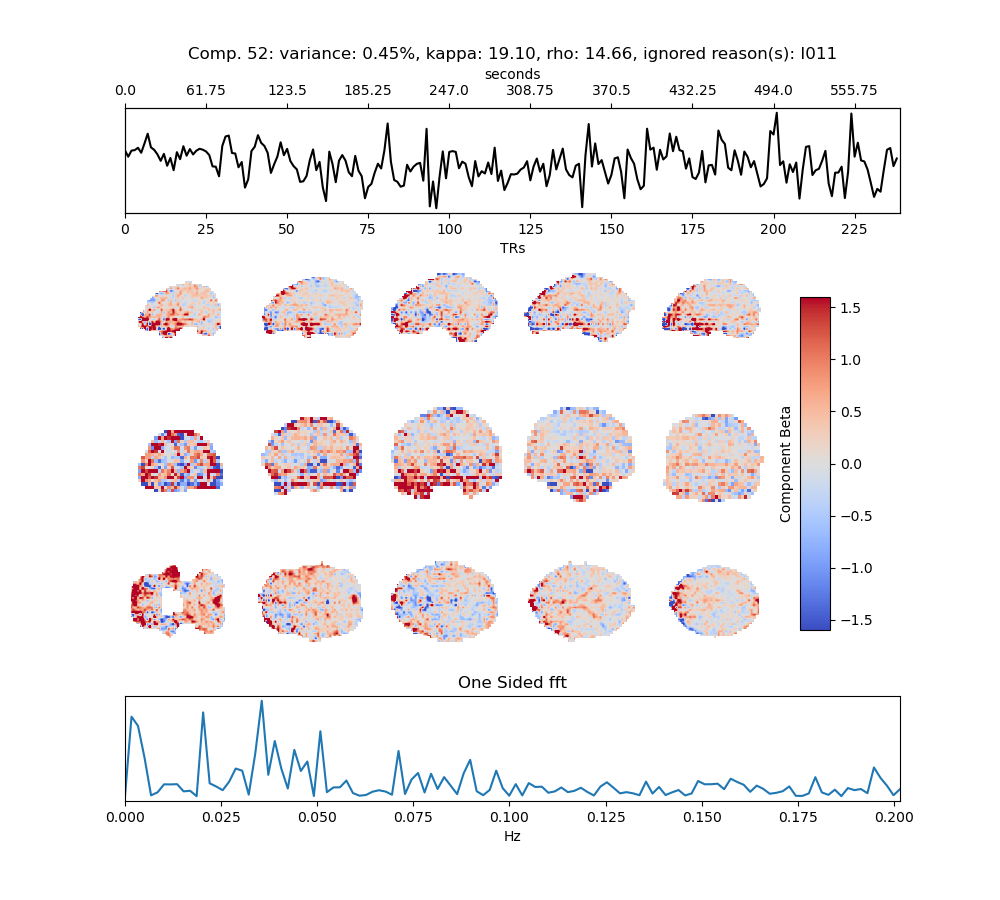 Comp. 52: variance: 0.45%, kappa: 19.10, rho: 14.66, ignored reason(s): I011
seconds
0.0 61.75 123.5 185.25 247.0 308.75 370.5 432.25 494.0 555.75
0 25 50 75 100 125 150 175 200 225
TRs
1.5
1.0
0.5
0.0
−0.5
−1.0
−1.5
Component Beta
One Sided fft
0.000 0.025 0.050 0.075 0.100 0.125 0.150 0.175 0.200
Hz